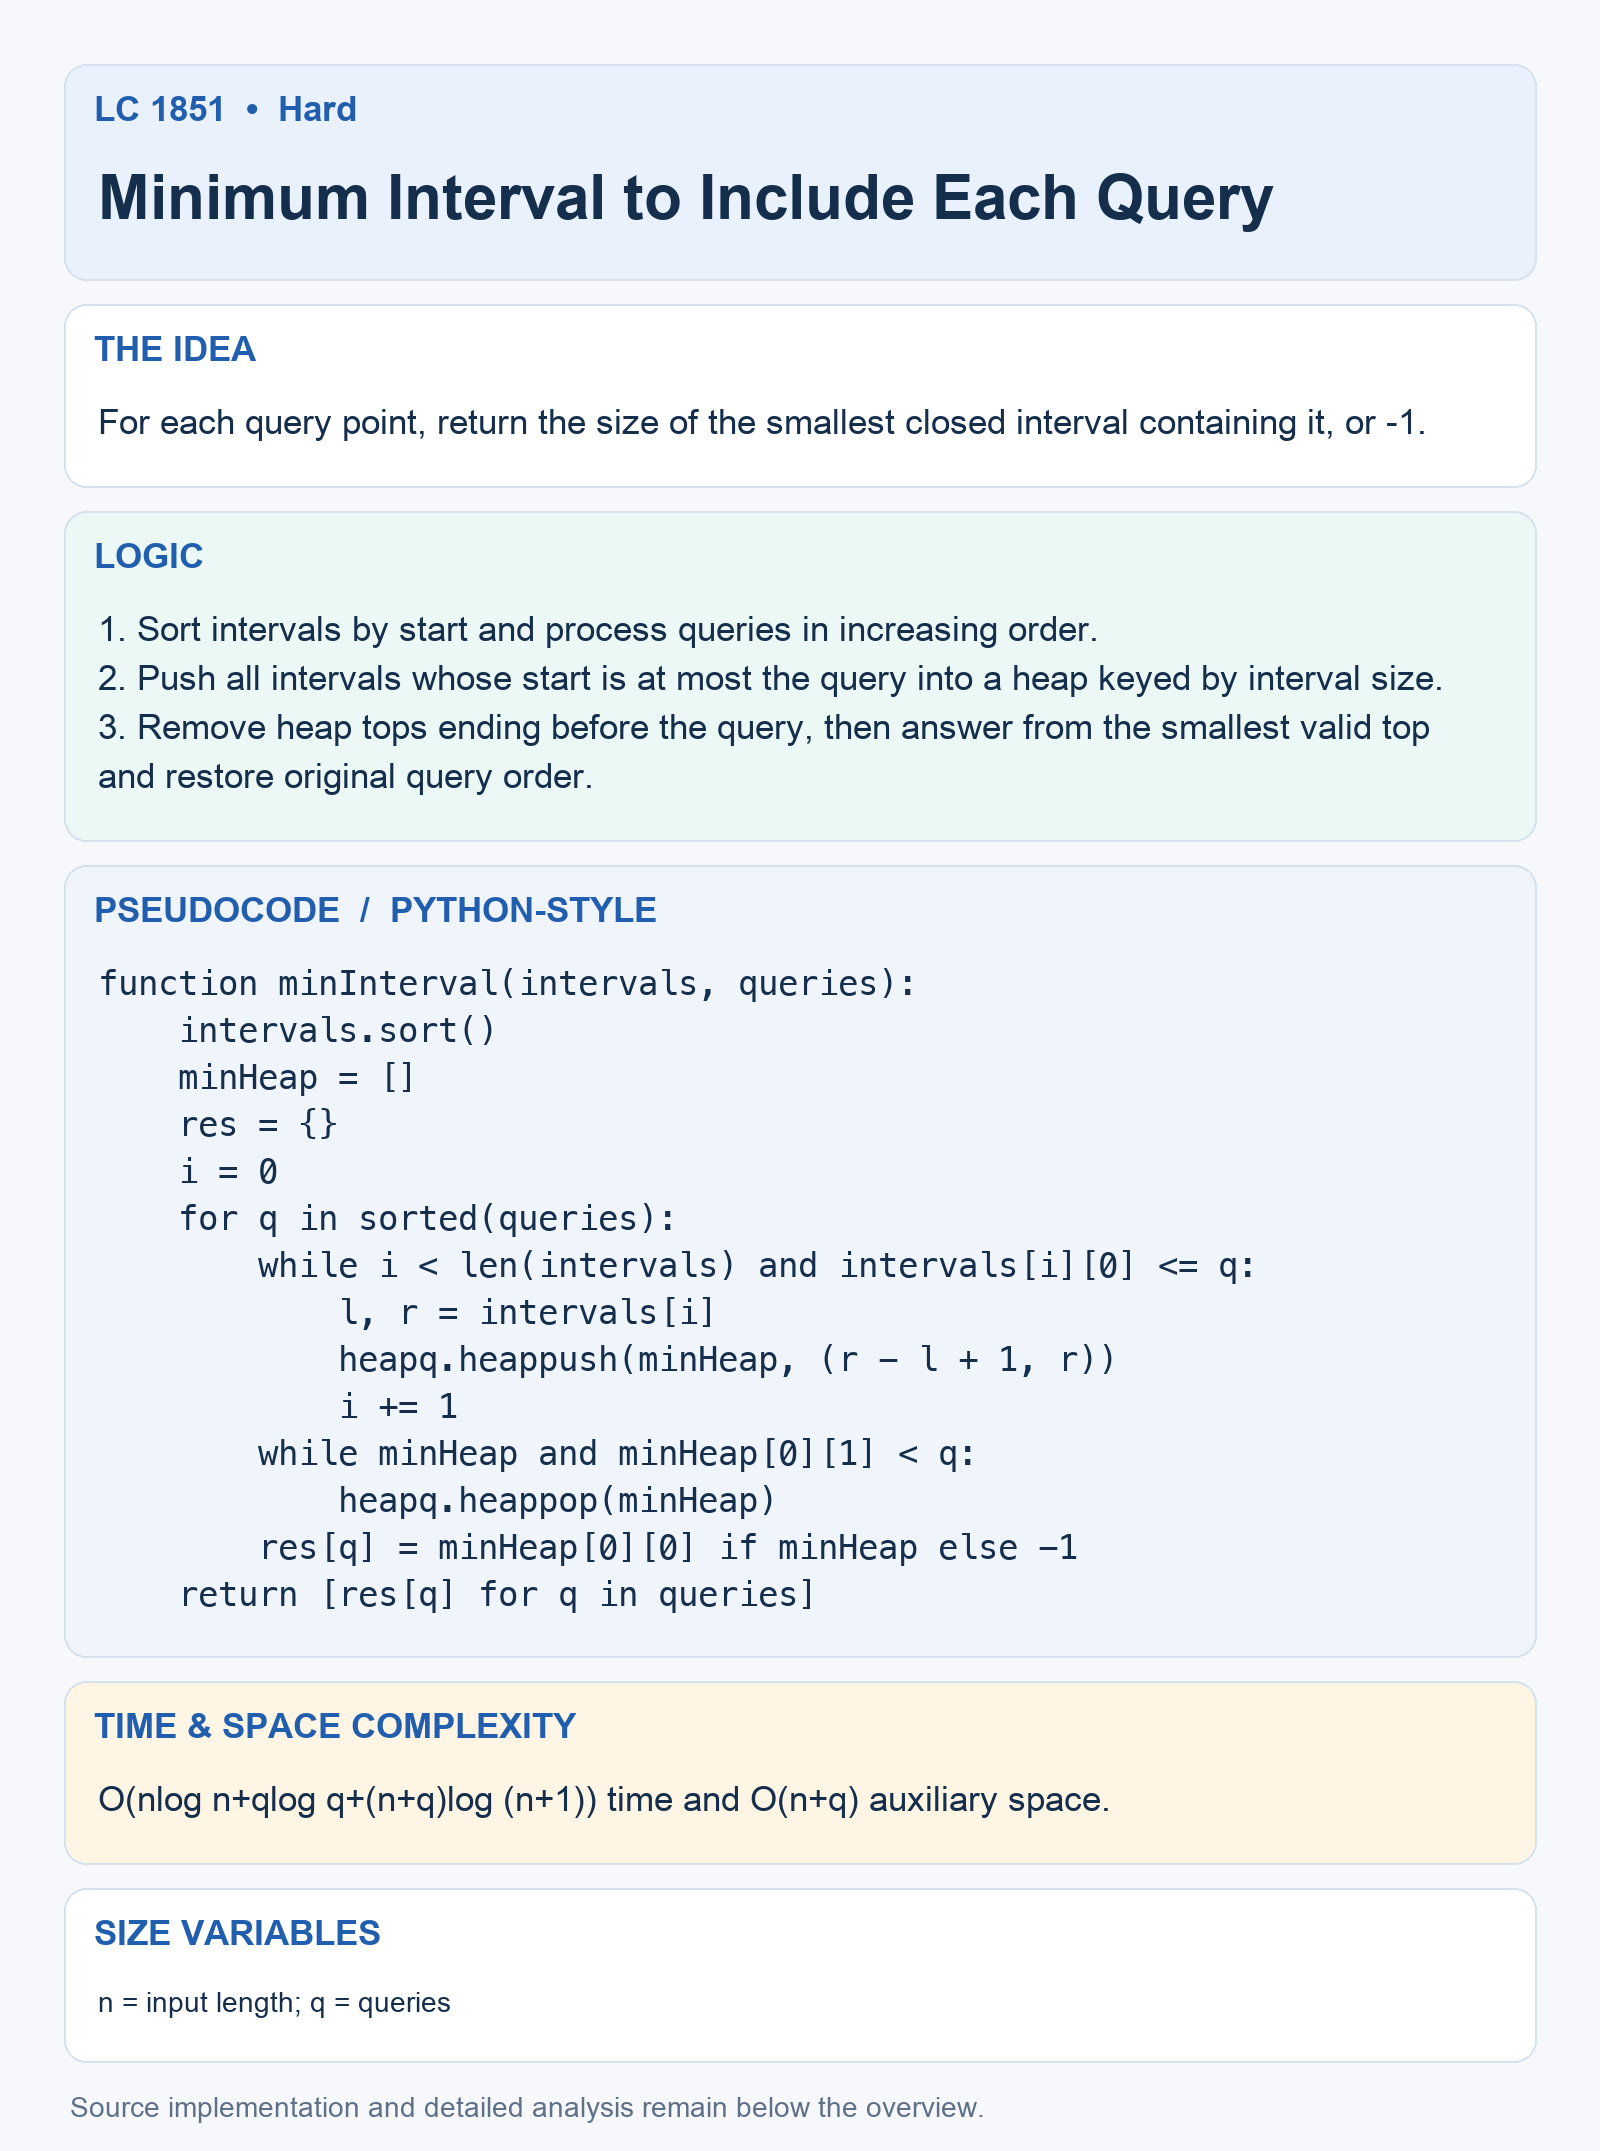 LC 1851 • Hard
Minimum Interval to Include Each Query
THE IDEA
For each query point, return the size of the smallest closed interval containing it, or -1.
LOGIC
1. Sort intervals by start and process queries in increasing order.
2. Push all intervals whose start is at most the query into a heap keyed by interval size.
3. Remove heap tops ending before the query, then answer from the smallest valid top
and restore original query order.
PSEUDOCODE / PYTHON-STYLE
function minInterval(intervals, queries):
    intervals.sort()
    minHeap = []
    res = {}
    i = 0
    for q in sorted(queries):
        while i < len(intervals) and intervals[i][0] <= q:
            l, r = intervals[i]
            heapq.heappush(minHeap, (r − l + 1, r))
            i += 1
        while minHeap and minHeap[0][1] < q:
            heapq.heappop(minHeap)
        res[q] = minHeap[0][0] if minHeap else −1
    return [res[q] for q in queries]
TIME & SPACE COMPLEXITY
O(nlog n+qlog q+(n+q)log (n+1)) time and O(n+q) auxiliary space.
SIZE VARIABLES
n = input length; q = queries
Source implementation and detailed analysis remain below the overview.